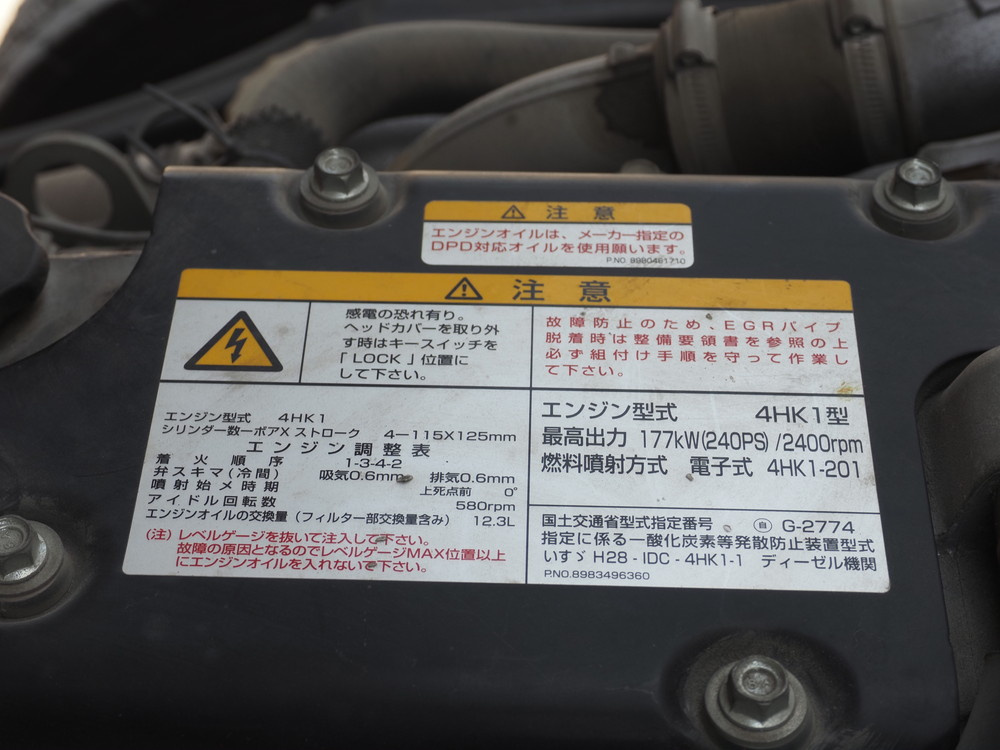 ⚠ 注意
エンジンオイルは、メーカー指定の
DPD対応オイルを使用願います。
P.NO. 8980481710
⚠ 注意
感電の恐れ有り。
ヘッドカバーを取り外
す時はキースイッチを
「LOCK」位置に
して下さい。
故障防止のため、EGRパイプ
脱着時は整備要領書を参照の上
必ず組付け手順を守って作業し
て下さい。
エンジン型式 4HK1
シリンダー数ーボアX ストローク 4-115X125mm
エンジン調整表
着火順序 1-3-4-2
弁スキマ(冷間) 吸気0.6mm 排気0.6mm
噴射始メ時期 上死点前 0°
アイドル回転数 580rpm
エンジンオイルの交換量(フィルター部交換量含み) 12.3L
(注)レベルゲージを抜いて注入して下さい。
故障の原因となるのでレベルゲージMAX位置以上
にエンジンオイルを入れないで下さい。
エンジン型式 4HK1型
最高出力 177kW(240PS)/2400rpm
燃料噴射方式 電子式 4HK1-201
国土交通省型式指定番号 ㊀自 G-2774
指定に係る一酸化炭素等発散防止装置型式
いすゞ H28-IDC-4HK1-1 ディーゼル機関
P.NO.8983496360